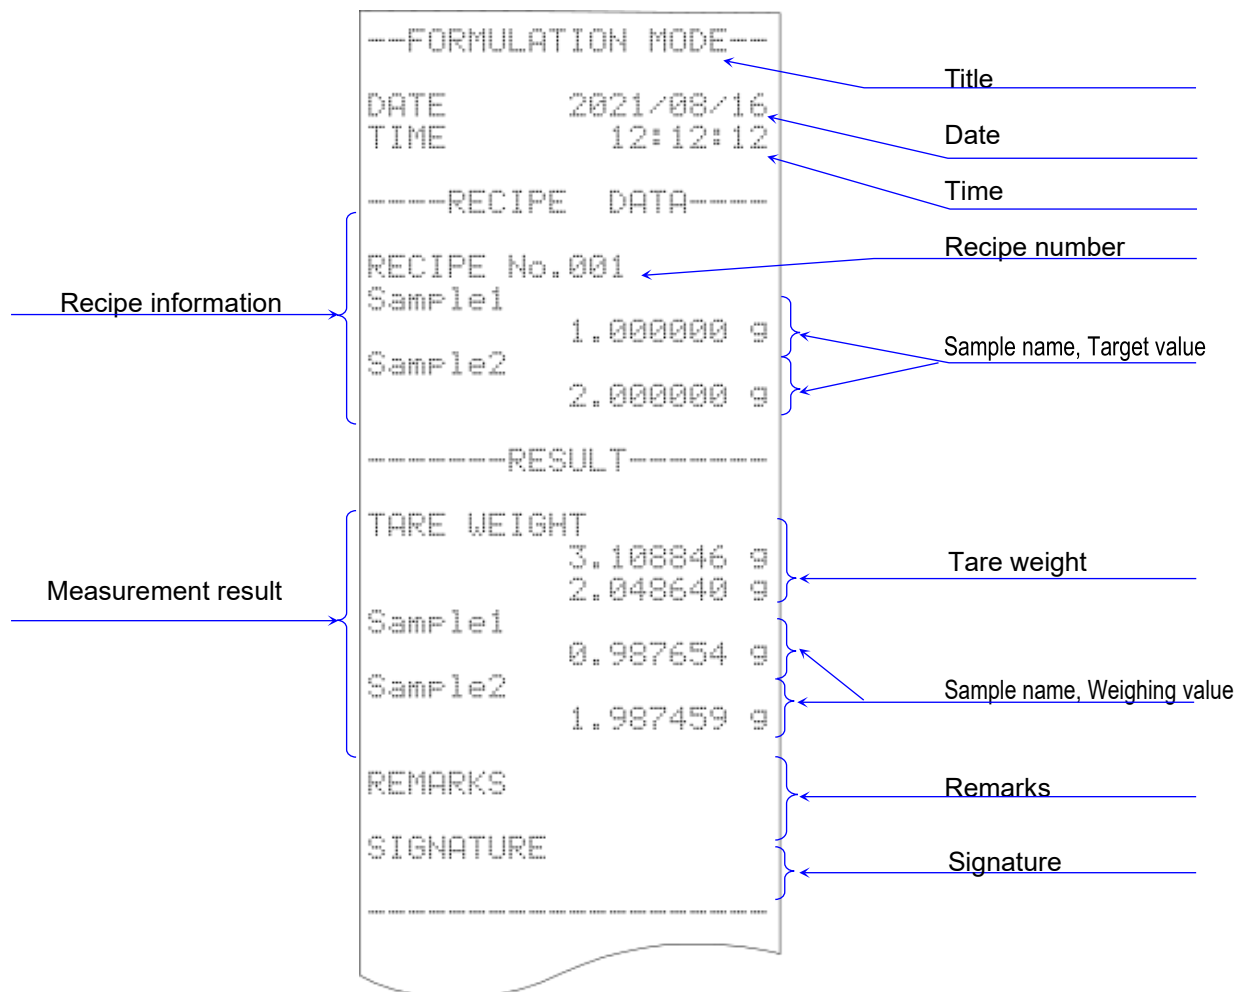 --FORMULATION MODE--
Title
DATE 2021/08/16
Date
TIME 12:12:12
Time
----RECIPE DATA----
Recipe number
RECIPE No.001
Recipe information
Sample1
1.000000 g
Sample name, Target value
Sample2
2.000000 g
-------RESULT-------
TARE WEIGHT
3.108846 g
Tare weight
2.048640 g
Measurement result
Sample1
0.987654 g
Sample2
Sample name, Weighing value
1.987459 g
REMARKS
Remarks
SIGNATURE
Signature
--------------------